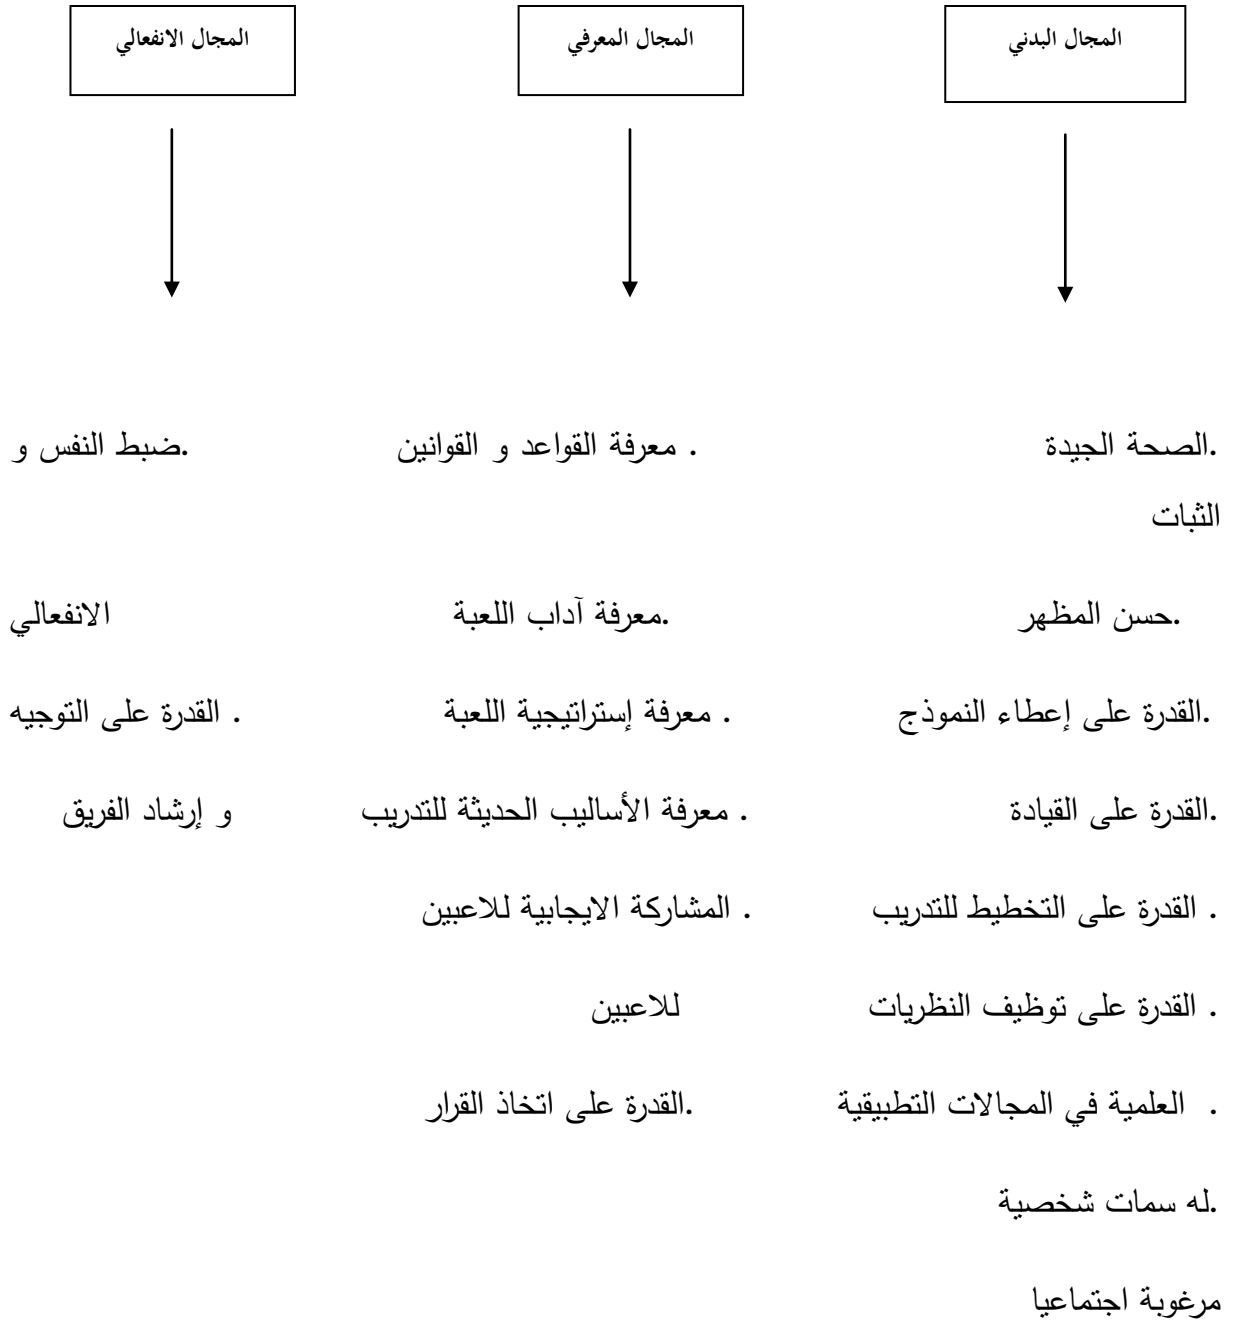 المجال البدني
المجال المعرفي
المجال الانفعالي
.الصحة الجيدة . معرفة القواعد و القوانين .ضبط النفس و
الثبات
.حسن المظهر .معرفة آداب اللعبة الانفعالي
.القدرة على إعطاء النموذج . معرفة إستراتيجية اللعبة . القدرة على التوجيه
.القدرة على القيادة . معرفة الأساليب الحديثة للتدريب و إرشاد الفريق
. القدرة على التخطيط للتدريب . المشاركة الايجابية للاعبين
. القدرة على توظيف النظريات للاعبين
. العلمية في المجالات التطبيقية .القدرة على اتخاذ القرار
.له سمات شخصية
مرغوبة اجتماعيا